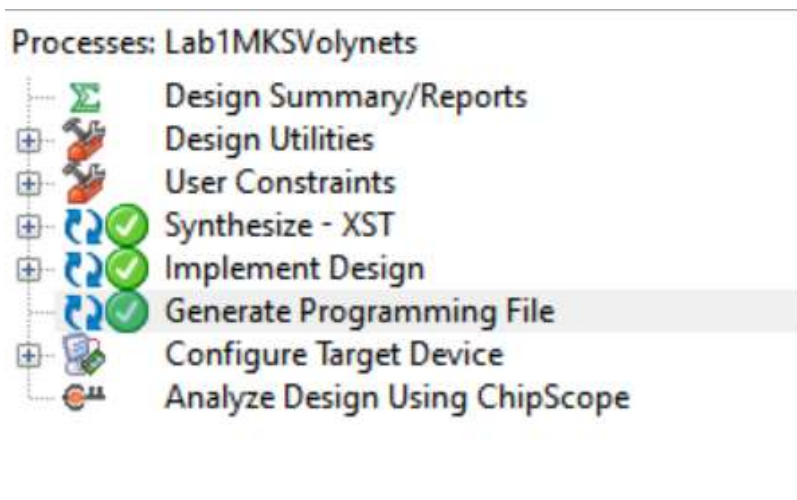 Processes: Lab1MKSVolynets
Design Summary/Reports
Design Utilities
User Constraints
Synthesize - XST
Implement Design
Generate Programming File
Configure Target Device
Analyze Design Using ChipScope